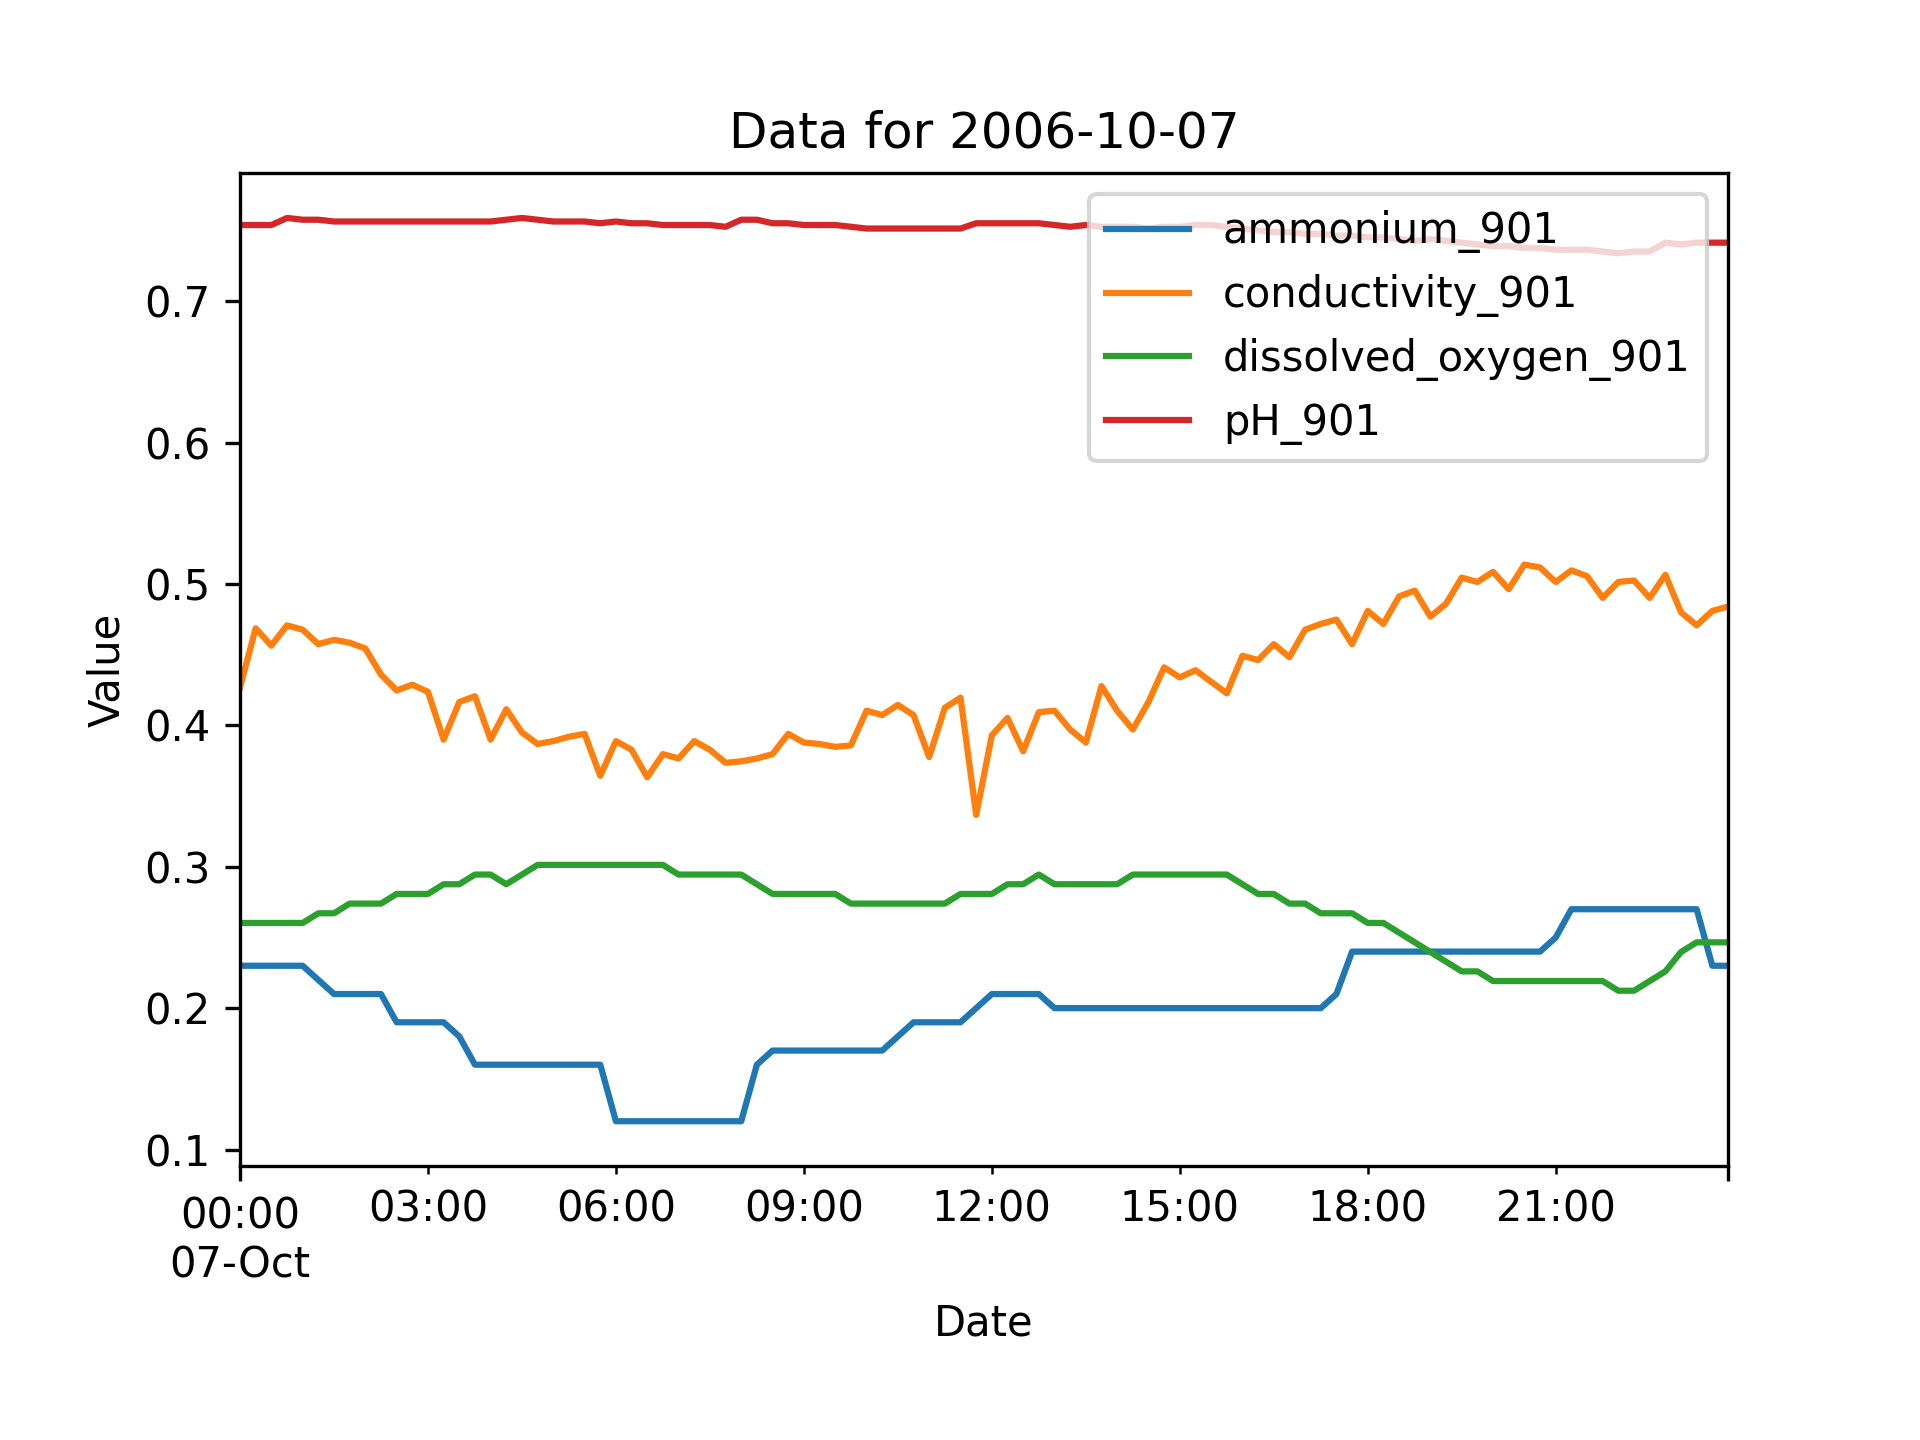 Data for 2006-10-07
ammonium_901
conductivity_901
dissolved_oxygen_901
pH_901
0.7
0.6
0.5
0.4
0.3
0.2
0.1
Value
00:00 03:00 06:00 09:00 12:00 15:00 18:00 21:00
07-Oct
Date